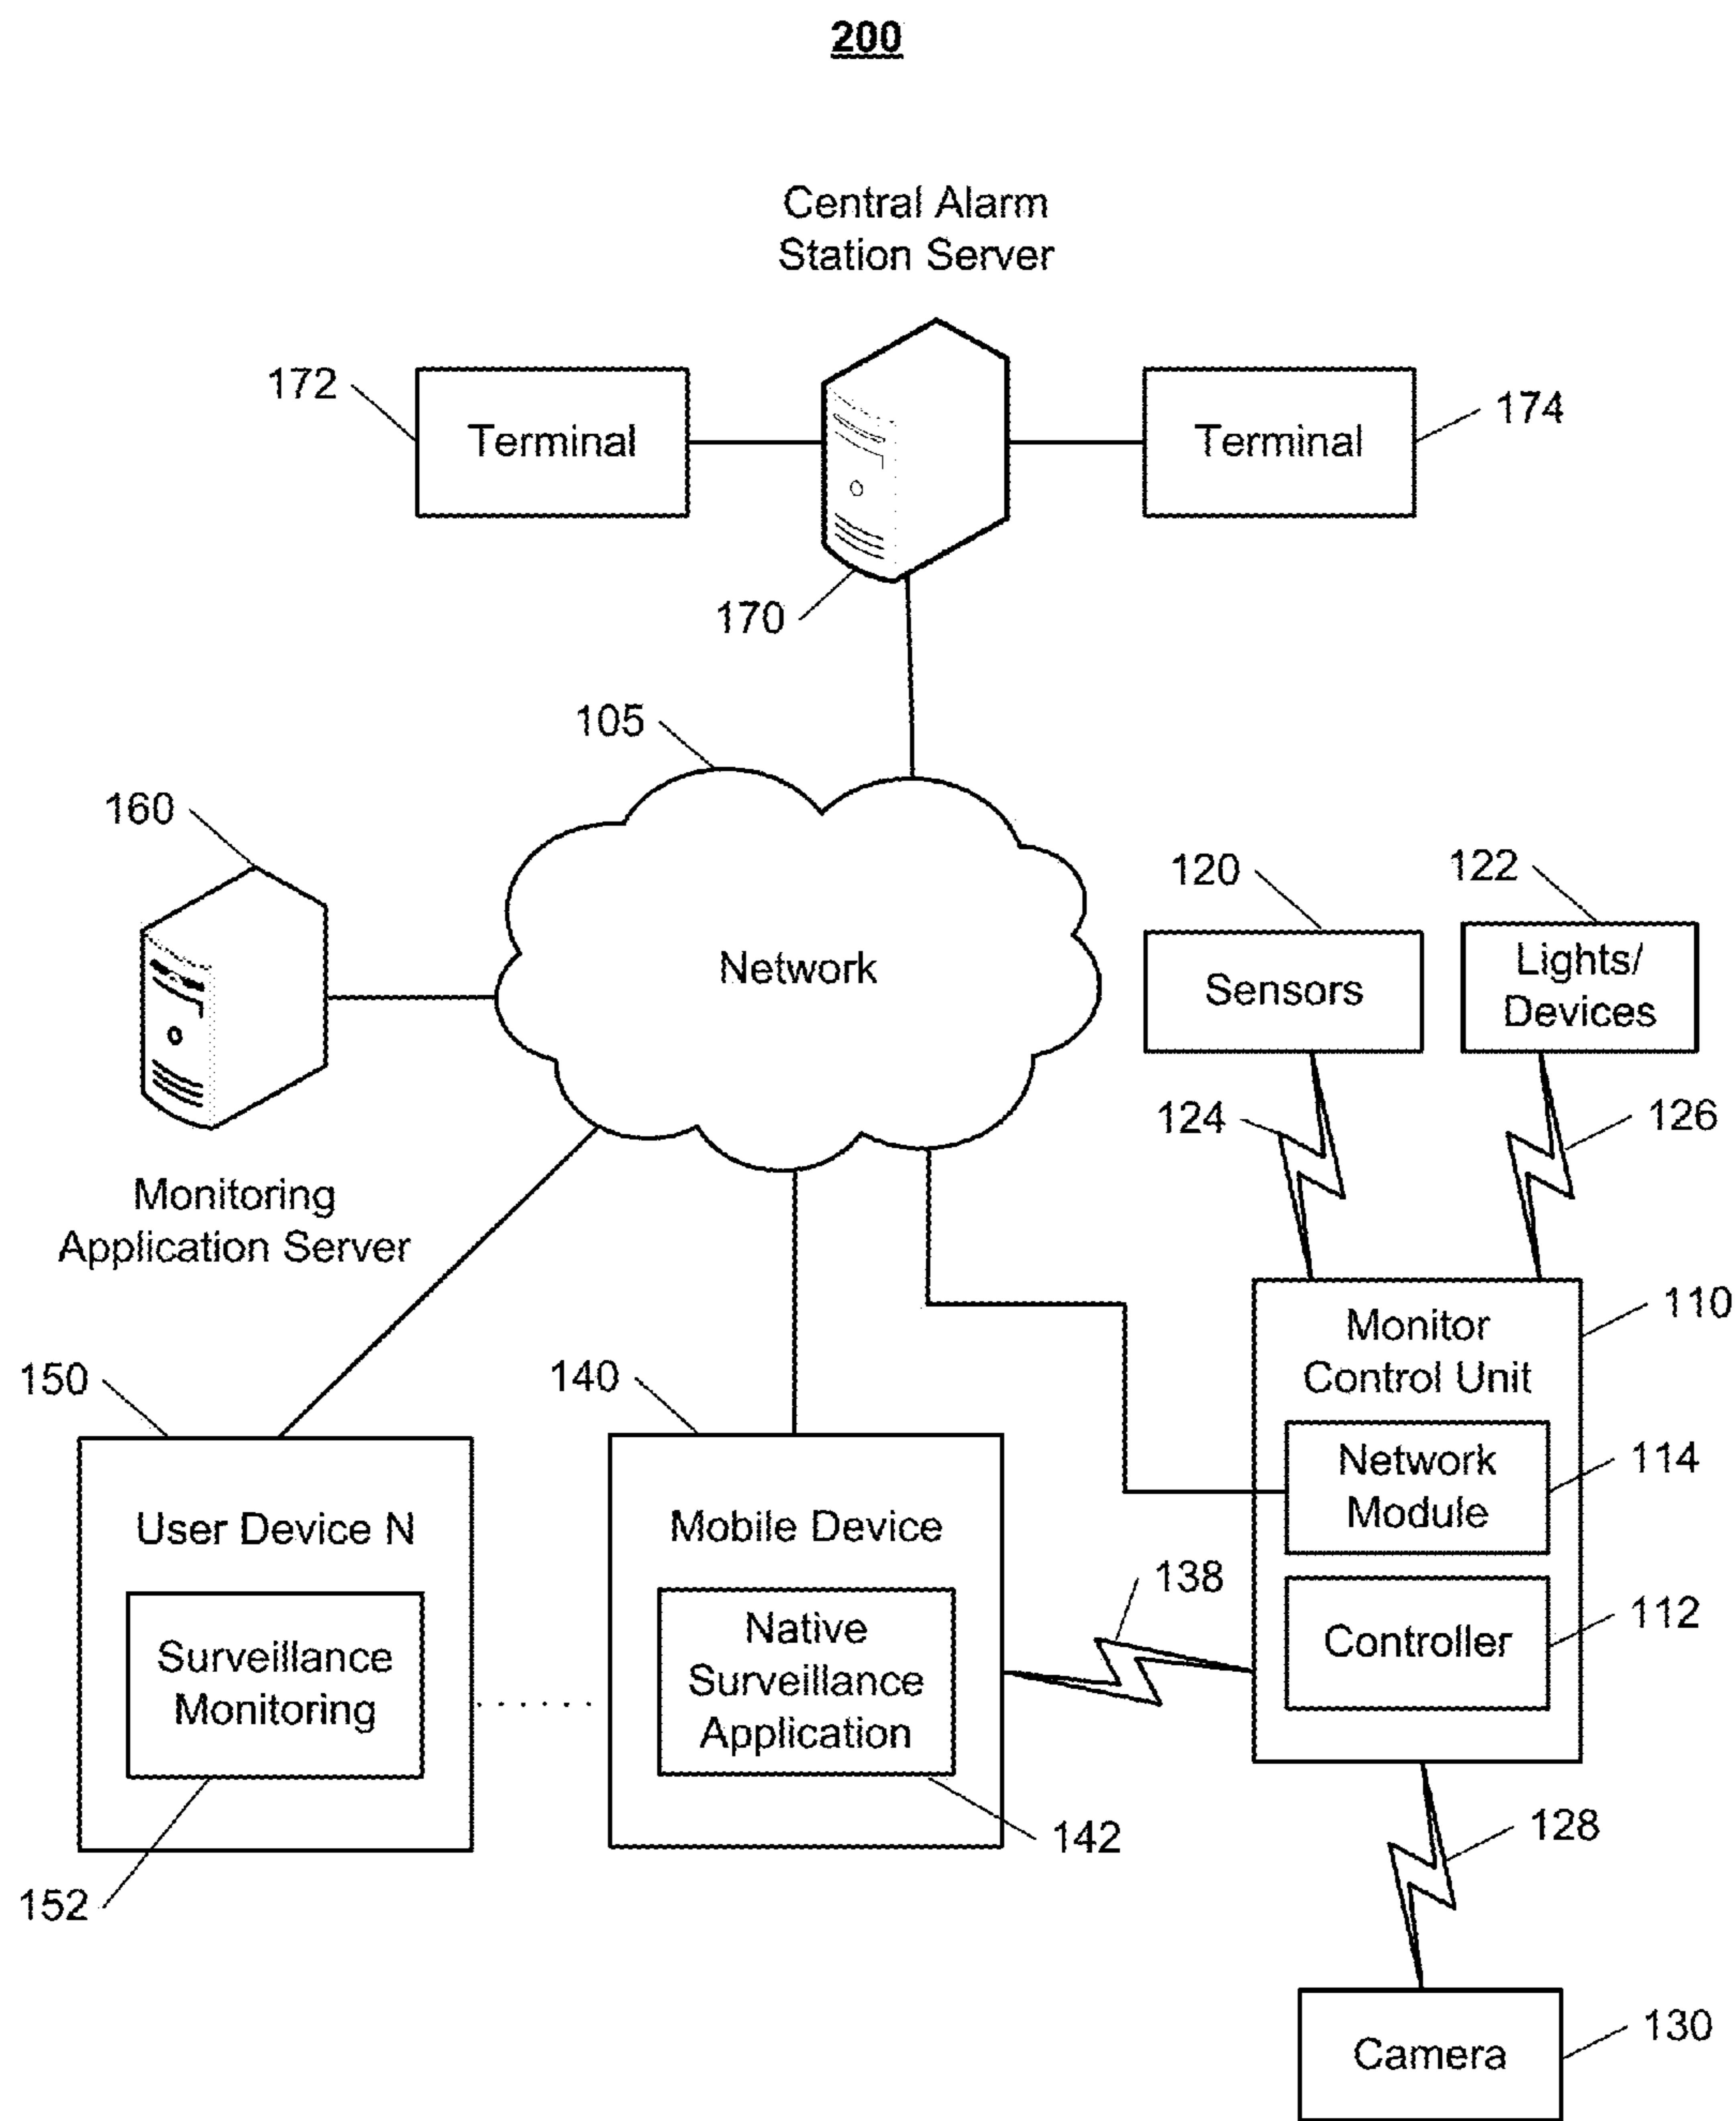 200
Central Alarm
Station Server
172
Terminal
Terminal
174
170
105
160
Network
120
122
Sensors
Lights/
Devices
124
126
Monitoring
Application Server
110
Monitor
Control Unit
150
140
Network
Module
114
User Device N
Mobile Device
138
112
Controller
Surveillance
Monitoring
. . . . . .
Native
Surveillance
Application
142
128
152
Camera
130